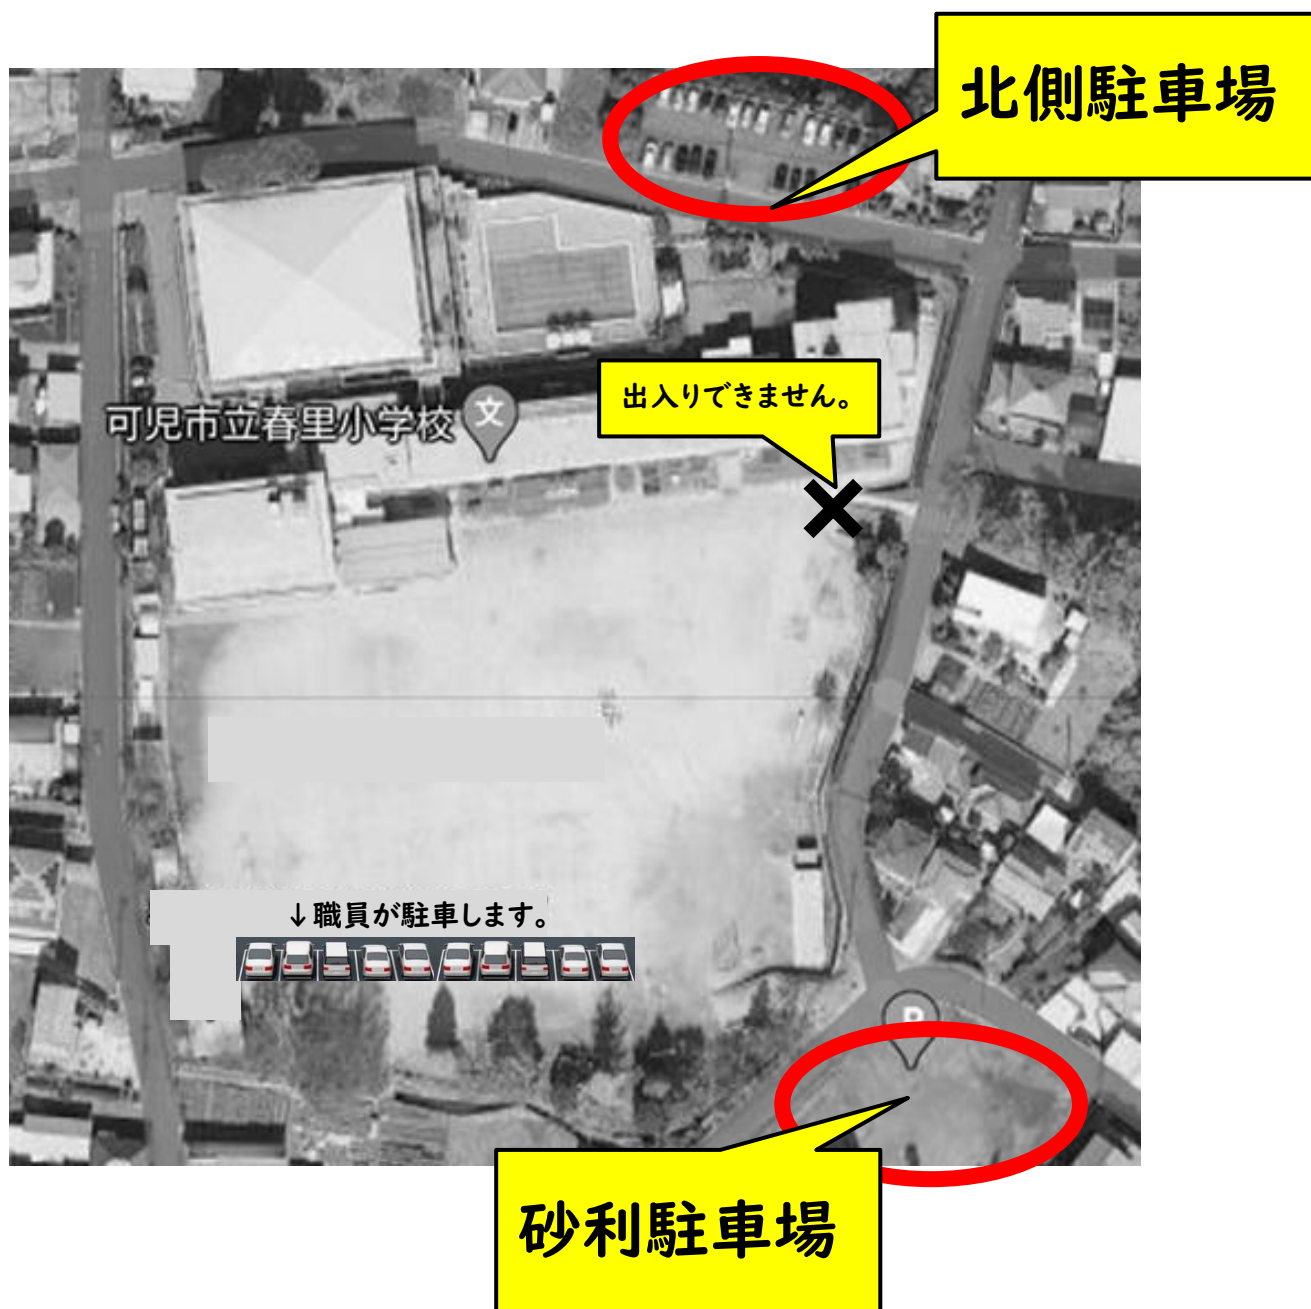 北側駐車場
出入りできません。
可児市立春里小学校
文
↓職員が駐車します。
P
砂利駐車場